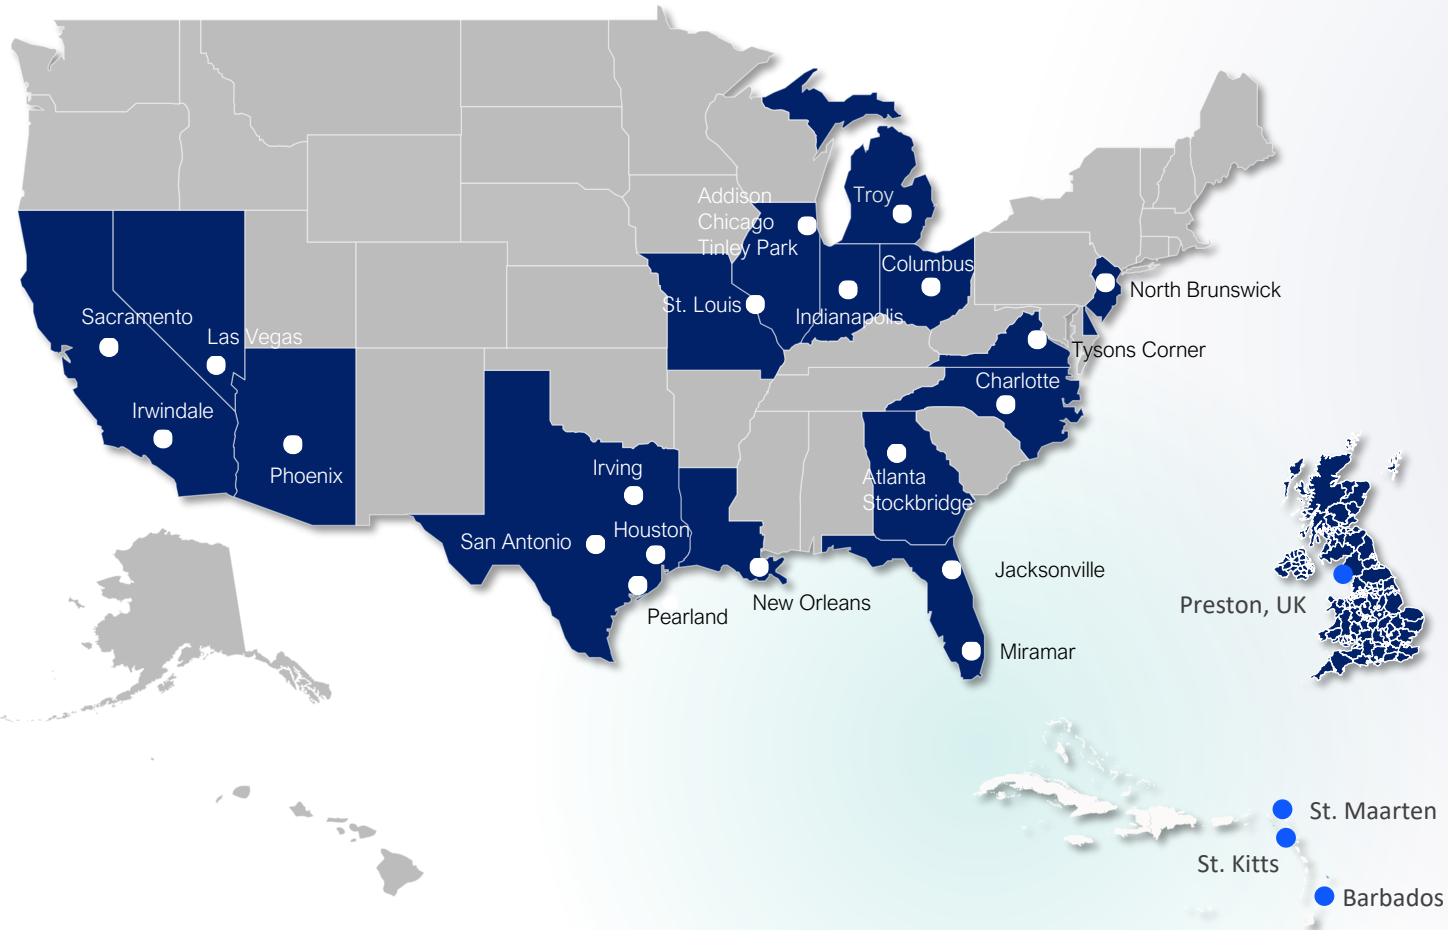 Addison
Chicago
Tinley Park
Troy
Columbus
St. Louis
Indianapolis
North Brunswick
Sacramento
Las Vegas
Tysons Corner
Charlotte
Irwindale
Phoenix
Irving
Atlanta
Stockbridge
San Antonio
Houston
Jacksonville
Pearland
New Orleans
Preston, UK
Miramar
St. Maarten
St. Kitts
Barbados